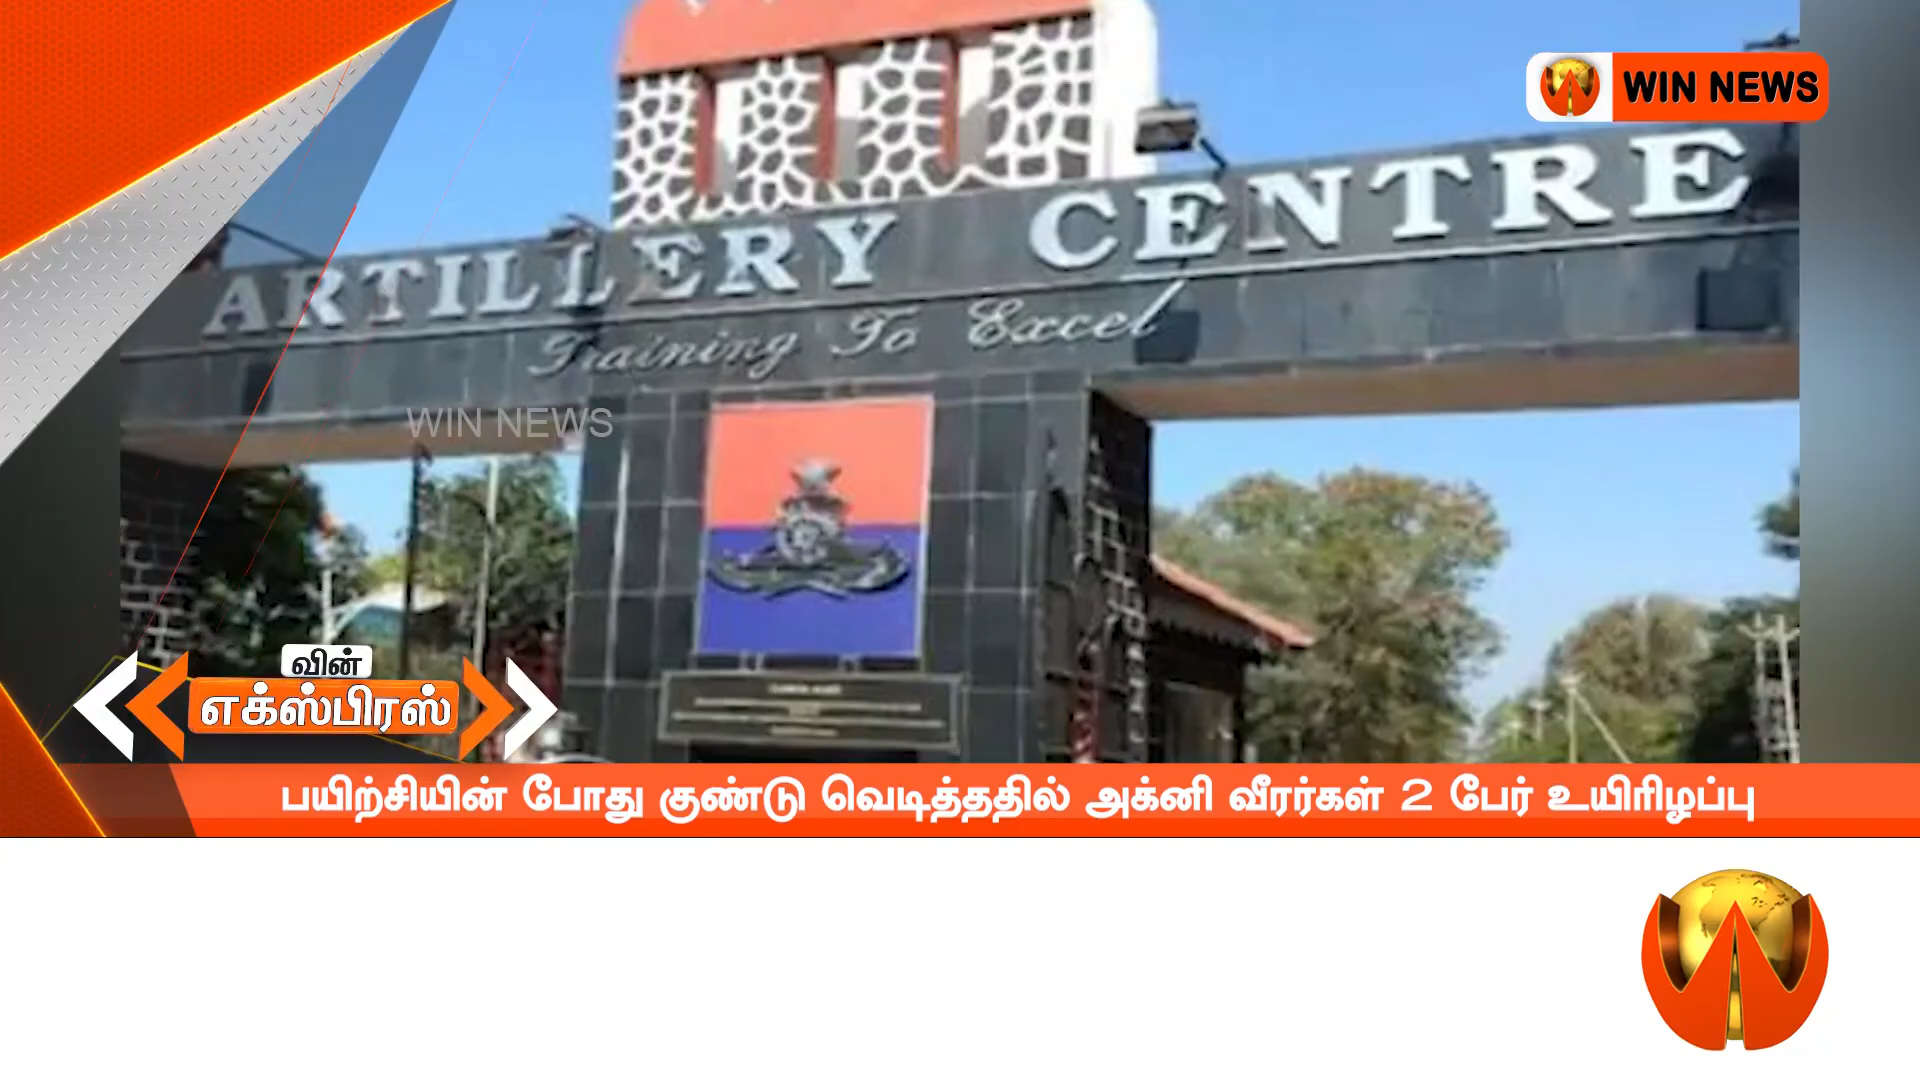 WIN NEWS
ARTILLERY CENTRE
Training To Excel
WIN NEWS
வின்
எக்ஸ்பிரஸ்
பயிற்சியின் போது குண்டு வெடித்ததில் அக்னி வீரர்கள் 2 பேர் உயிரிழப்பு